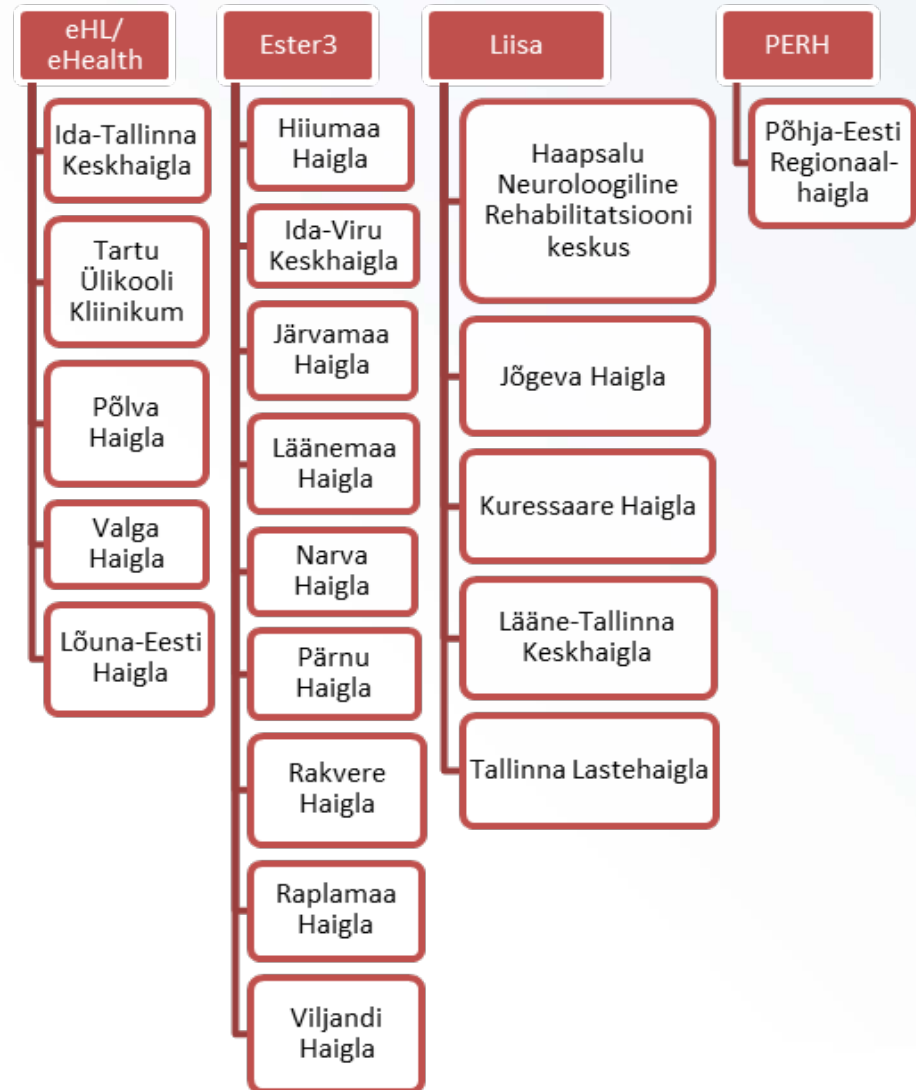 eHL/
eHealth
Ida-Tallinna
Keskhaigla
Tartu
Ülikooli
Kliinikum
Põlva
Haigla
Valga
Haigla
Lõuna-Eesti
Haigla
Ester3
Hiiumaa
Haigla
Ida-Viru
Keskhaigla
Järvamaa
Haigla
Läänemaa
Haigla
Narva
Haigla
Pärnu
Haigla
Rakvere
Haigla
Raplamaa
Haigla
Viljandi
Haigla
Liisa
Haapsalu
Neuroloogiline
Rehabilitatsiooni
keskus
Jõgeva Haigla
Kuressaare Haigla
Lääne-Tallinna
Keskhaigla
Tallinna Lastehaigla
PERH
Põhja-Eesti
Regionaal-
haigla